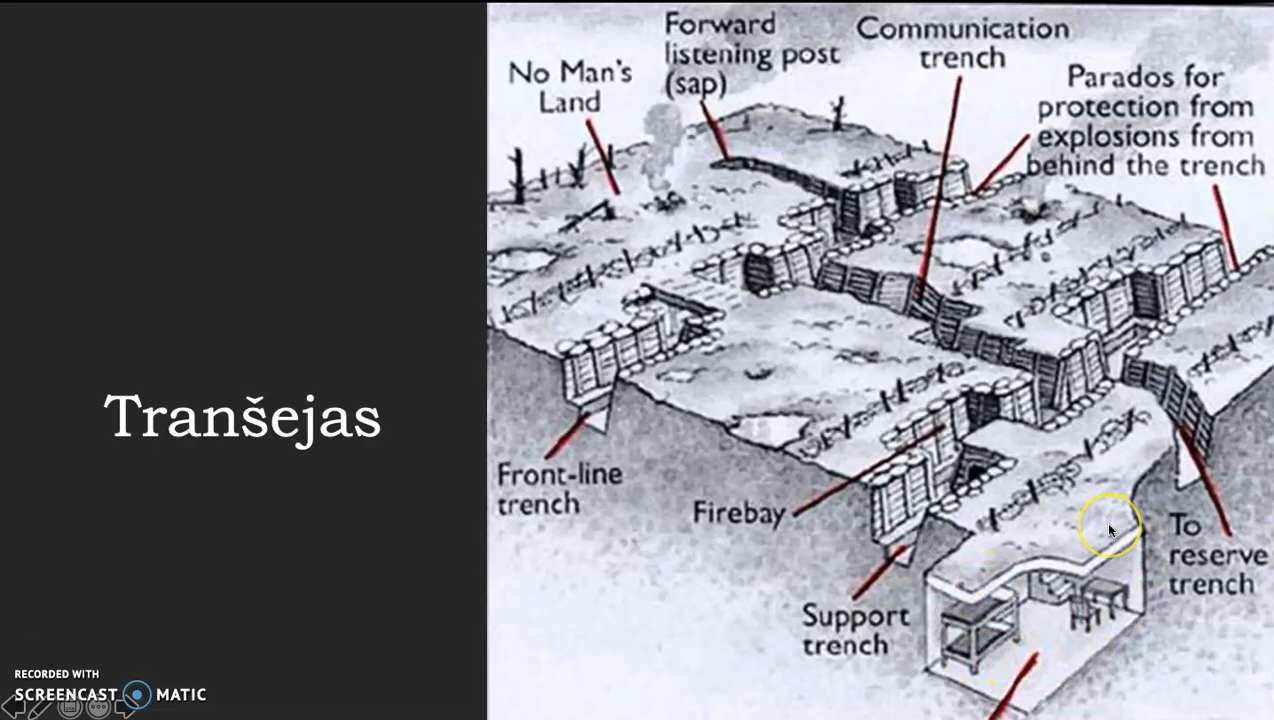 Tranšejas
No Man's
Land
Forward
listening post
(sap)
Communication
trench
Parados for
protection from
explosions from
behind the trench
Front-line
trench
Firebay
Support
trench
To
reserve
trench
RECORDED WITH
SCREENCAST MATIC